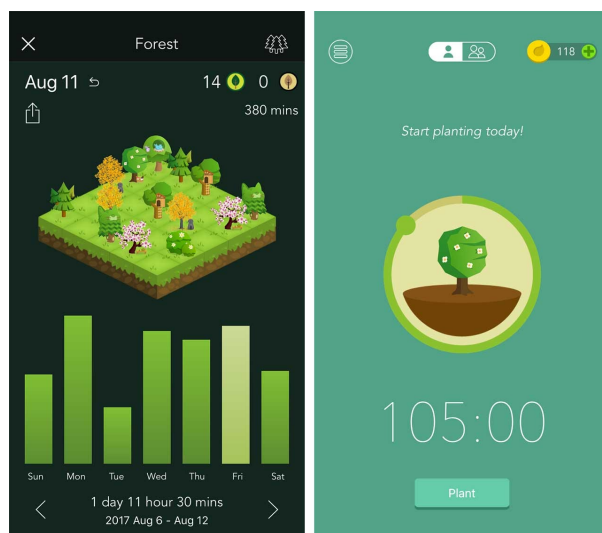 Forest
Aug 11
14 0
380 mins
Sun Mon Tue Wed Thu Fri Sat
1 day 11 hour 30 mins
2017 Aug 6 - Aug 12
118
Start planting today!
105:00
Plant